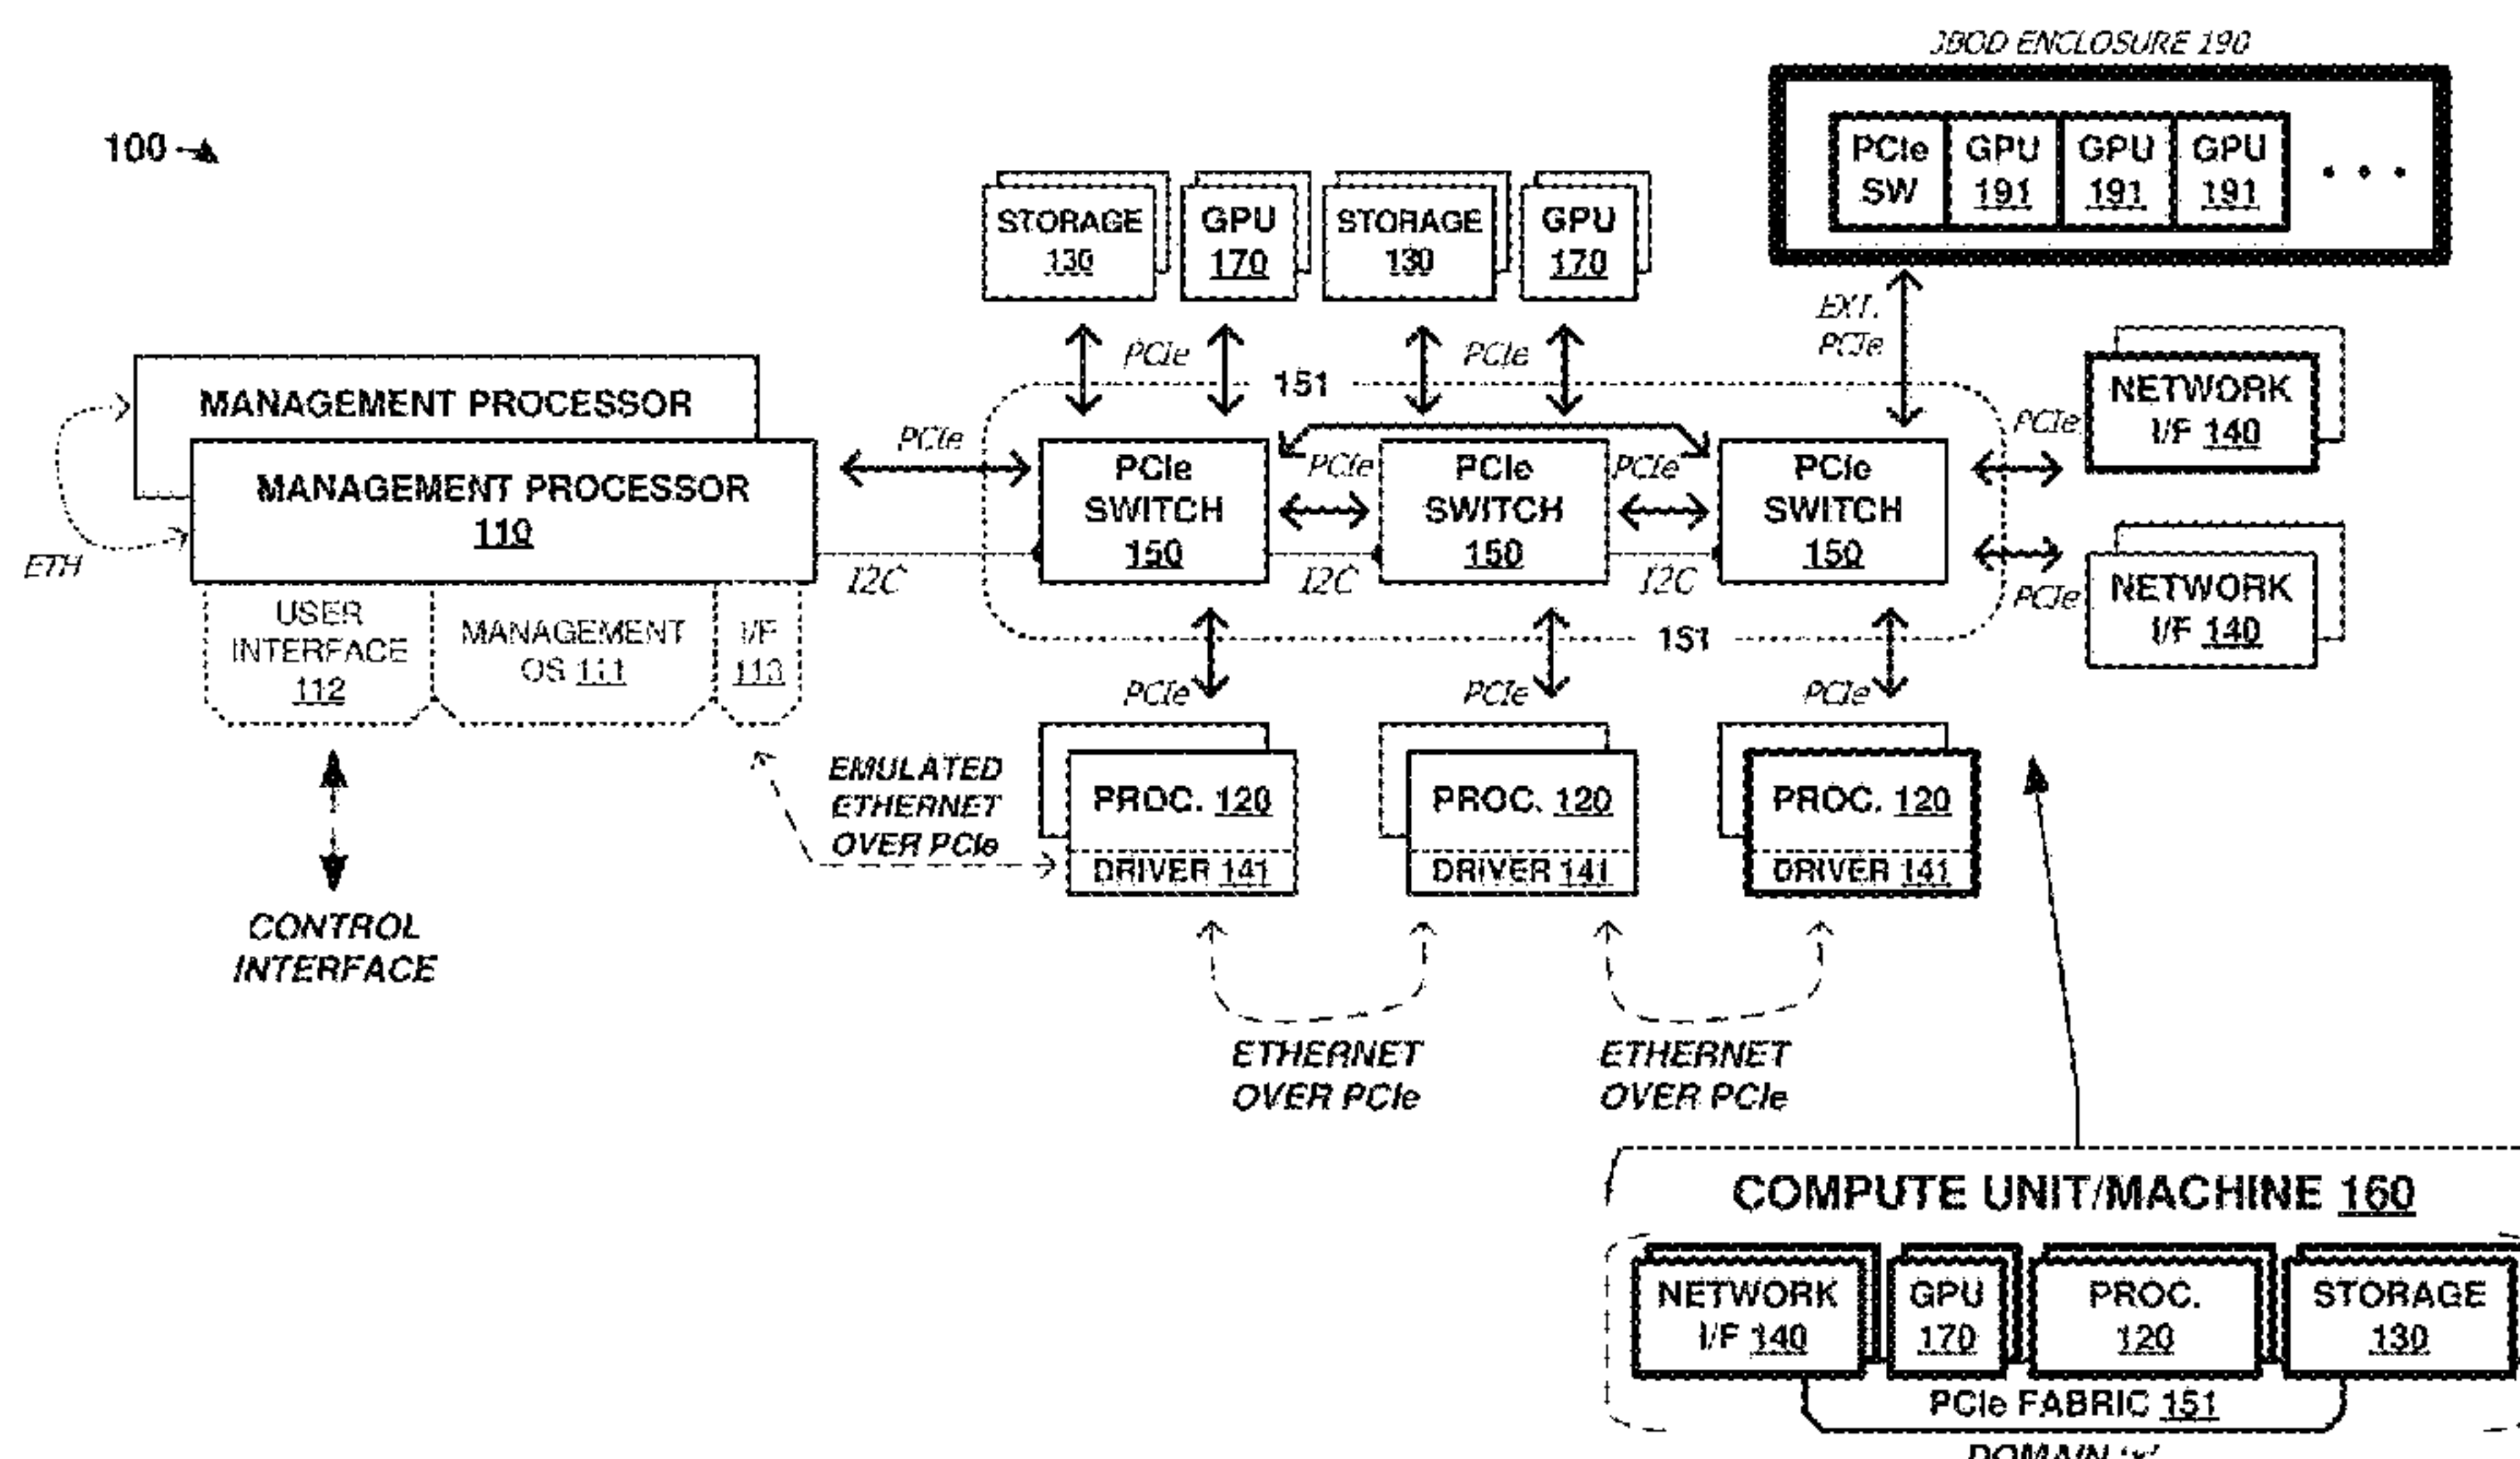 JBOD ENCLOSURE 190
100
PCIe
SW
GPU
191
GPU
191
GPU
191
• • •
STORAGE
130
GPU
170
STORAGE
130
GPU
170
EXT.
PCIe
PCIe
PCIe
151
MANAGEMENT PROCESSOR
MANAGEMENT PROCESSOR
110
ETH
PCIe
I2C
PCIe
SWITCH
150
PCIe
I2C
PCIe
SWITCH
150
PCIe
I2C
PCIe
SWITCH
150
PCIe
NETWORK
I/F 140
PCIe
NETWORK
I/F 140
151
USER
INTERFACE
112
MANAGEMENT
OS 111
I/F
113
CONTROL
INTERFACE
EMULATED
ETHERNET
OVER PCIe
PCIe
PCIe
PCIe
PROC. 120
DRIVER 141
PROC. 120
DRIVER 141
PROC. 120
DRIVER 141
ETHERNET
OVER PCIe
ETHERNET
OVER PCIe
COMPUTE UNIT/MACHINE 160
NETWORK
I/F 140
GPU
170
PROC.
120
STORAGE
130
PCIe FABRIC 151
DOMAIN